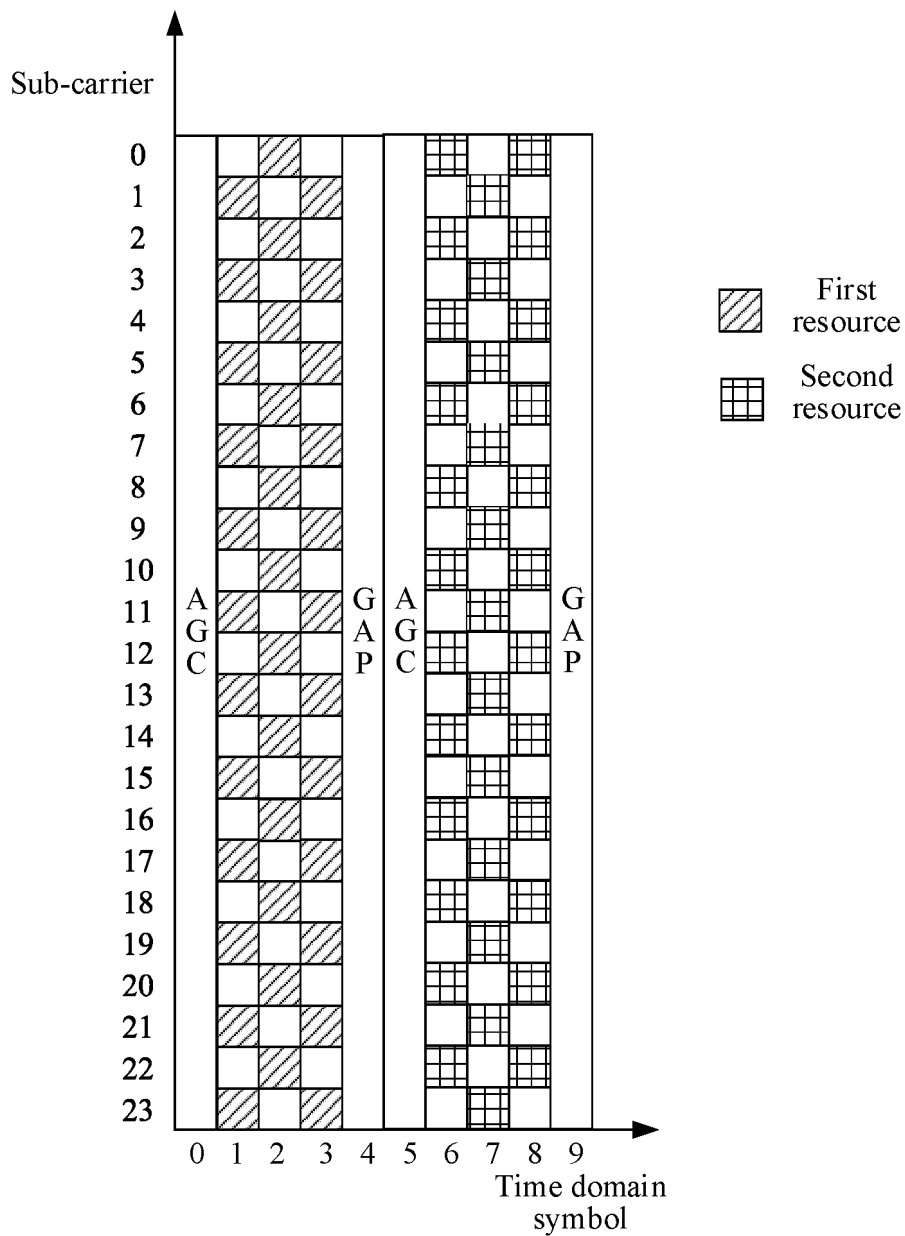 Sub-carrier
0
1
2
3
4
5
6
7
8
9
10
11
12
13
14
15
16
17
18
19
20
21
22
23
A
G
C
G
A
P
A
G
C
G
A
P
0 1 2 3 4 5 6 7 8 9
Time domain
symbol
First
resource
Second
resource